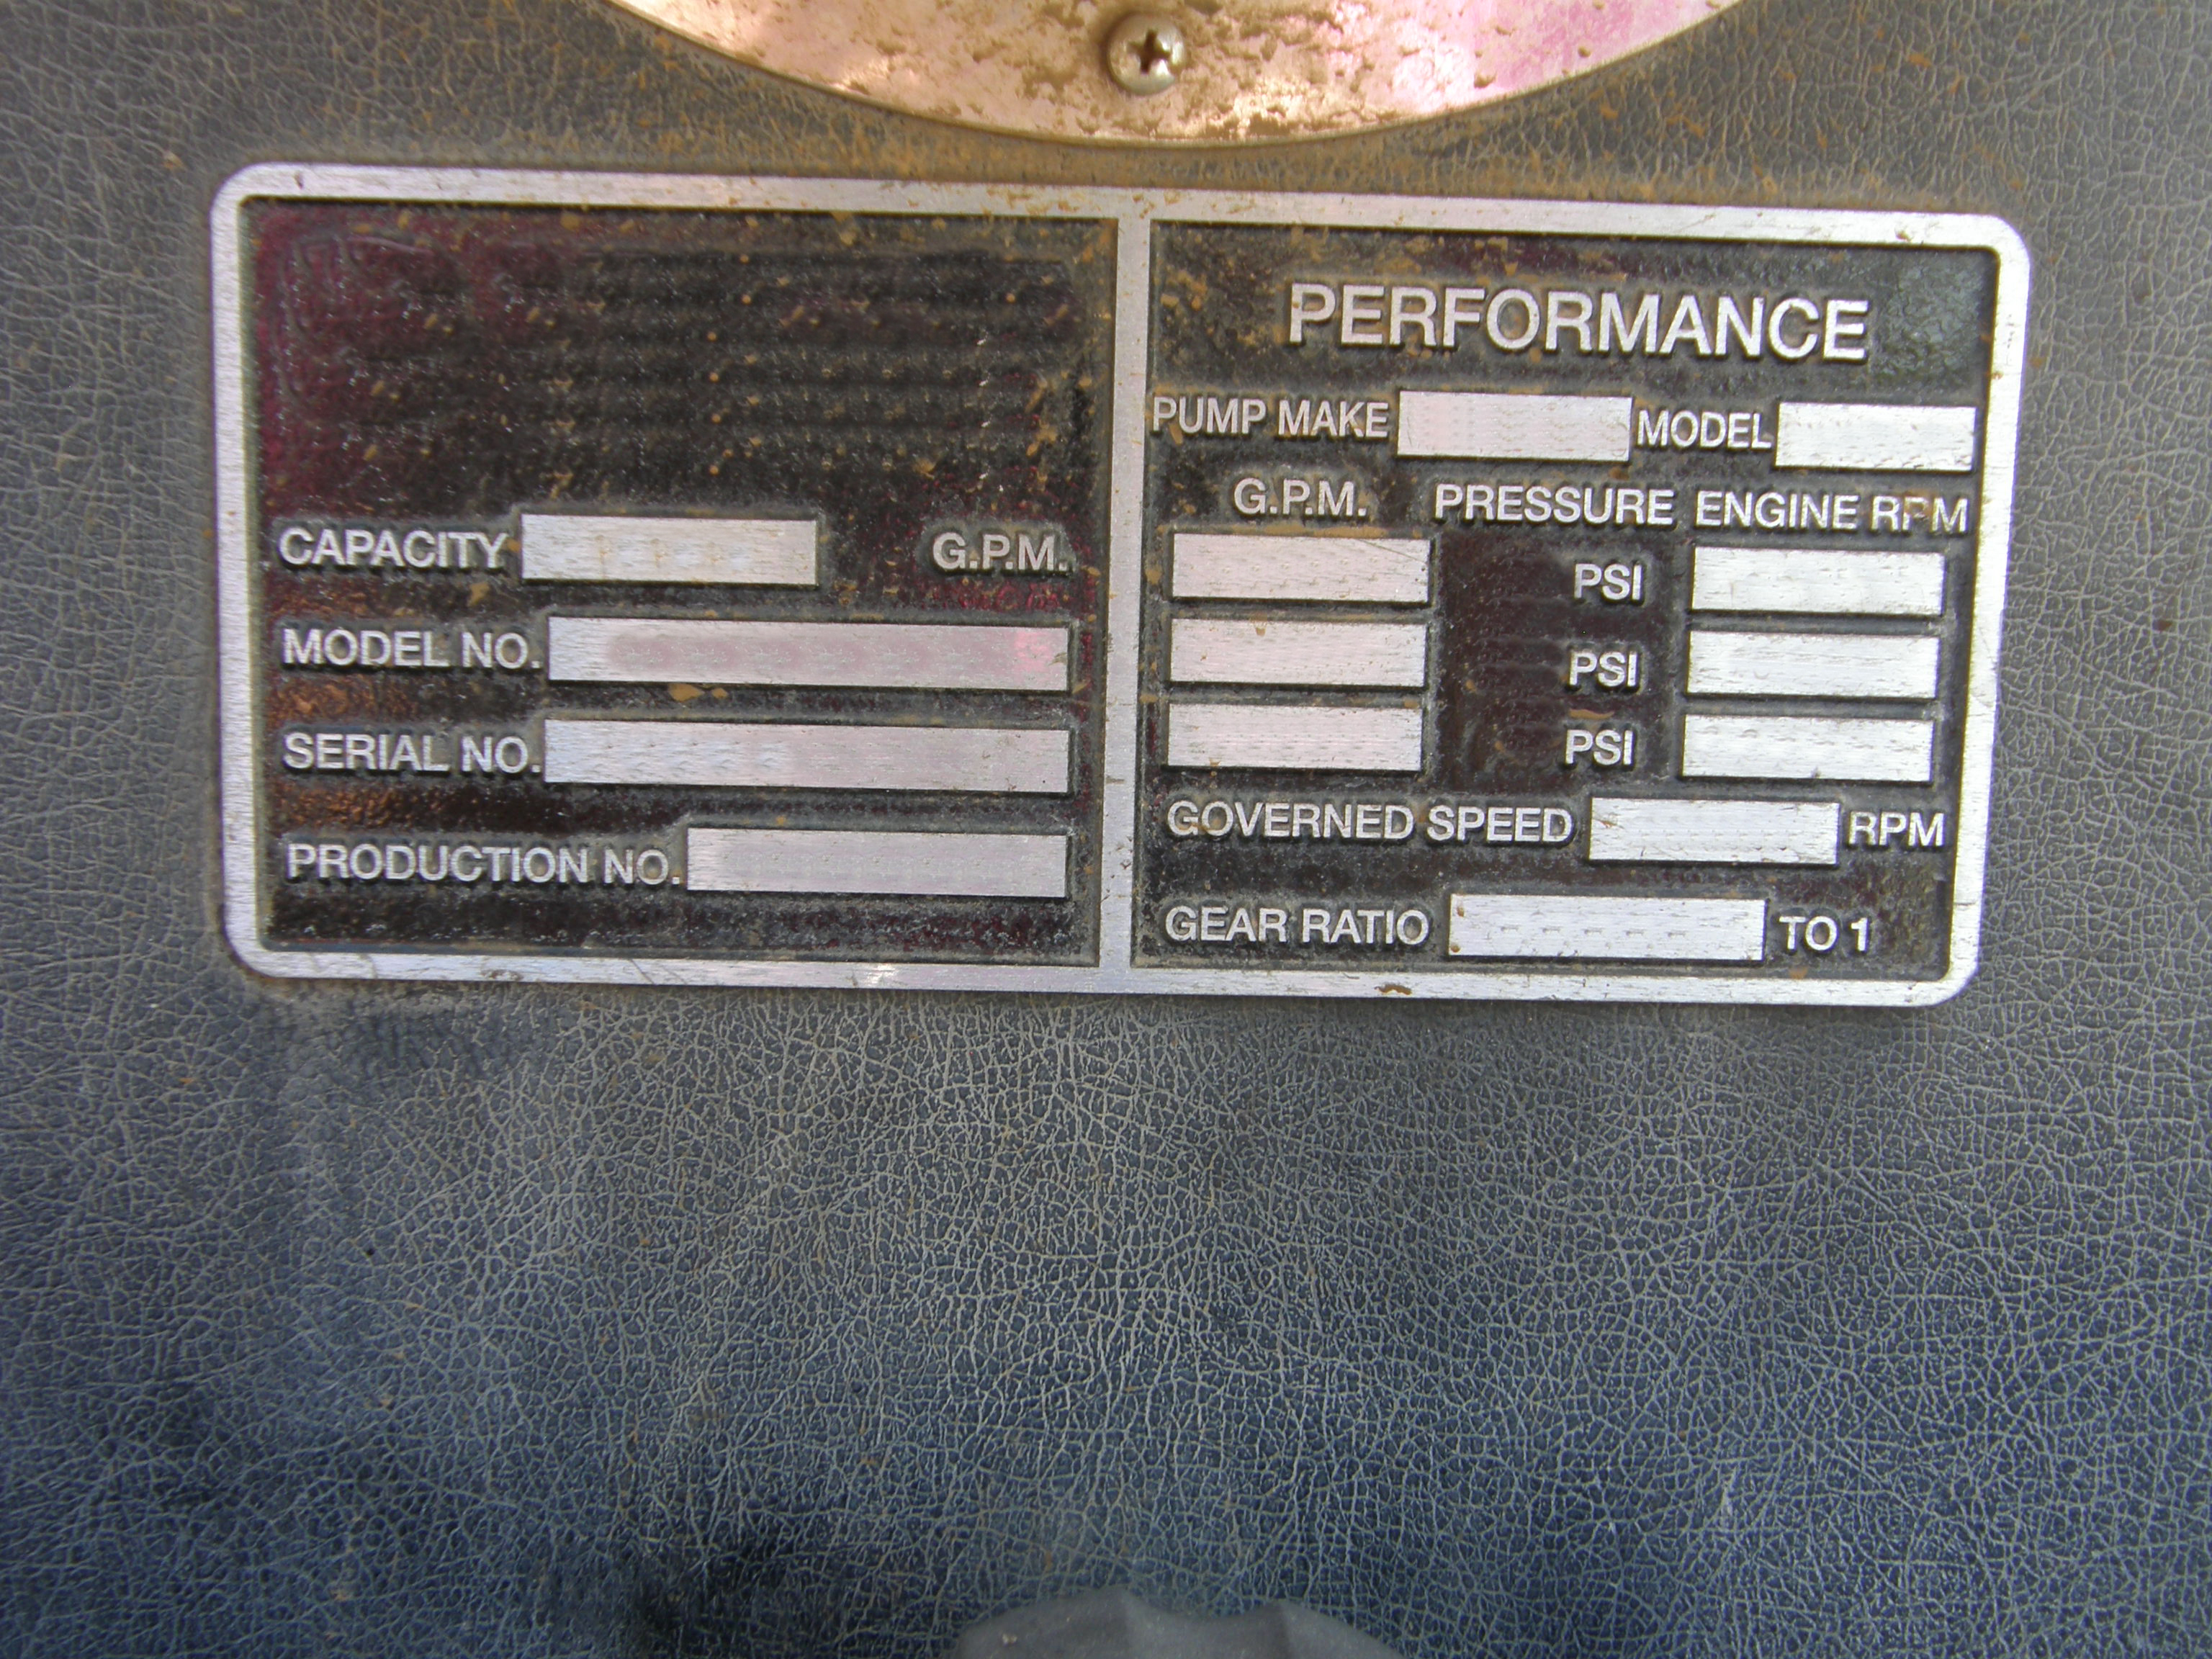 CAPACITY G.P.M.
MODEL NO.
SERIAL NO.
PRODUCTION NO.
PERFORMANCE
PUMP MAKE MODEL
G.P.M. PRESSURE ENGINE RPM
PSI
PSI
PSI
GOVERNED SPEED RPM
GEAR RATIO TO 1